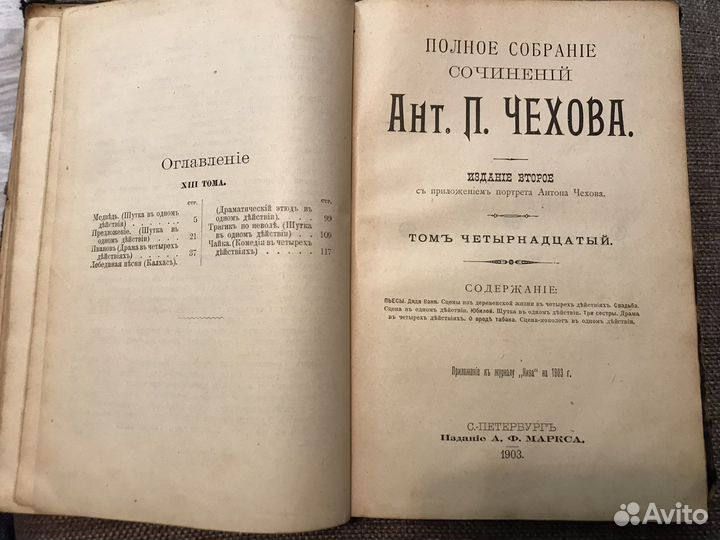 Оглавленіе
XIII ТОМА.
стр.
Медвѣдь. (Шутка въ одномъ
дѣйствіи) . . . . . . . 5
Предложеніе. (Шутка въ
одномъ дѣйствіи) . . . 21
Ивановъ (Драма въ четырехъ
дѣйствіяхъ) . . . . . . 37
Лебединая пѣсня (Калхасъ).
стр.
(Драматическій этюдъ въ
одномъ дѣйствіи). . . 99
Трагикъ по неволѣ. (Шутка
въ одномъ дѣйствіи) . . 109
Чайка. (Комедія въ четырехъ
дѣйствіяхъ) . . . . . 117
ПОЛНОЕ СОБРАНІЕ
СОЧИНЕНІЙ
Ант. П. ЧЕХОВА.
ИЗДАНІЕ ВТОРОЕ
съ приложеніемъ портрета Антона Чехова.
ТОМЪ ЧЕТЫРНАДЦАТЫЙ.
СОДЕРЖАНІЕ:
ПЬЕСЫ. Дядя Ваня. Сцены изъ деревенской жизни въ четырехъ дѣйствіяхъ. Свадьба.
Сцена въ одномъ дѣйствіи. Юбилей. Шутка въ одномъ дѣйствіи. Три сестры. Драма
въ четырехъ дѣйствіяхъ. О вредѣ табака. Сцена-монологъ въ одномъ дѣйствіи.
Приложеніе къ журналу „Нива" на 1903 г.
С.-ПЕТЕРБУРГЪ
Изданіе А. Ф. МАРКСА.
1903.
Avito